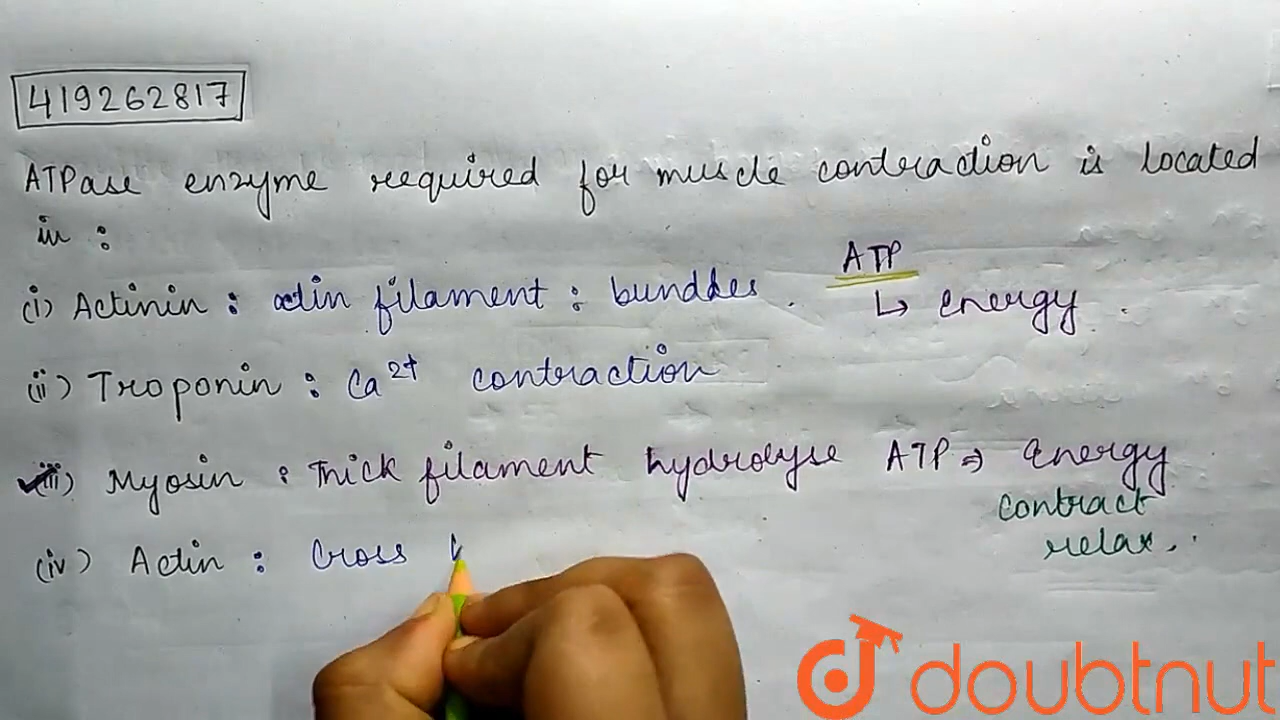 419262817
ATPase enzyme required for muscle contraction is located
in :
(i) Actinin : actin filament : bundles . ATP
↳ energy .
(ii) Troponin : Ca2+ contraction
(iii) Myosin : Thick filament hydrolyse ATP ⇒ Energy
contract
relax .
(iv) Actin : Cross
doubtnut